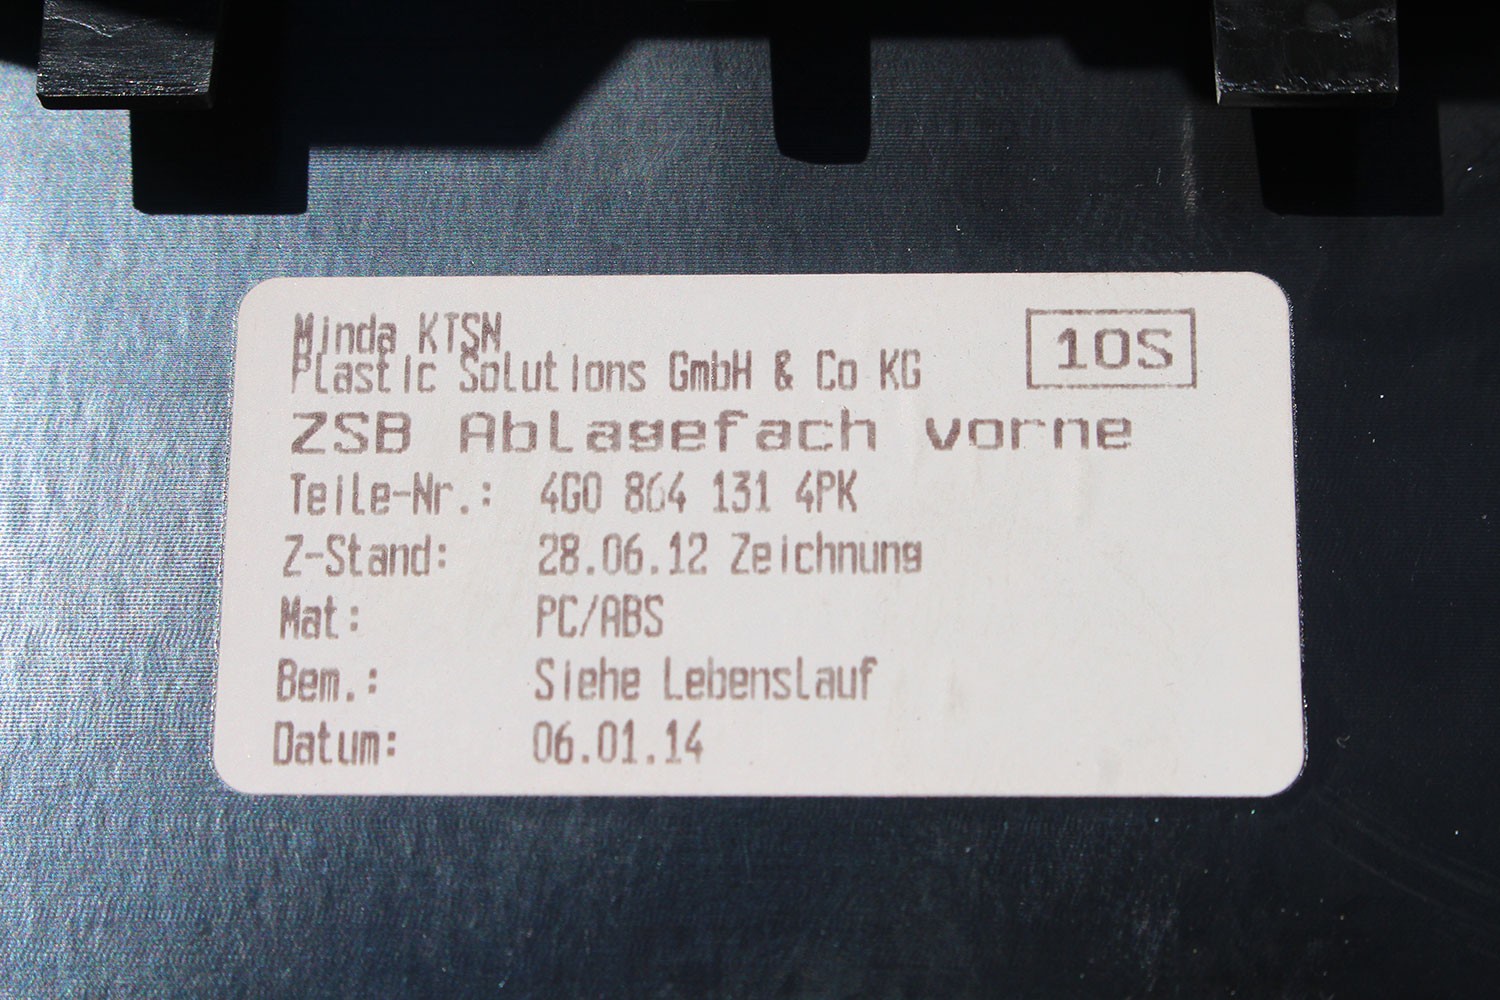 Minda KTSN
Plastic Solutions GmbH & Co KG
10S
ZSB Ablagefach vorne
Teile-Nr.: 4G0 864 131 4PK
Z-Stand: 28.06.12 Zeichnung
Mat: PC/ABS
Bem.: Siehe Lebenslauf
Datum: 06.01.14